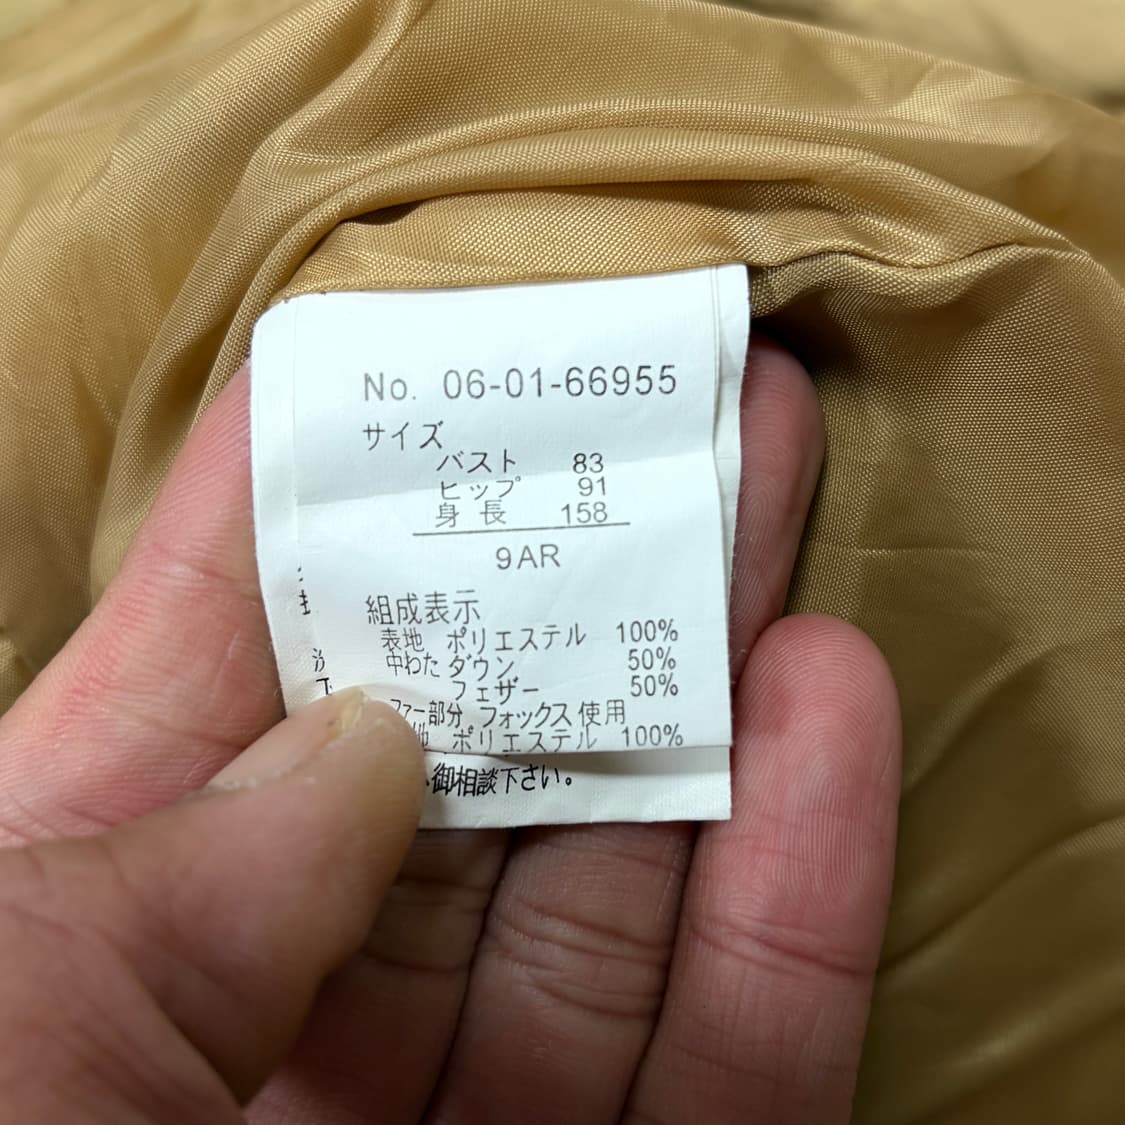 No. 06-01-66955
サイズ
バスト 83
ヒップ 91
身長 158
9AR
組成表示
表地 ポリエステル 100%
中わた ダウン 50%
フェザー 50%
ファー部分 フォックス使用
地 ポリエステル 100%
御相談下さい。